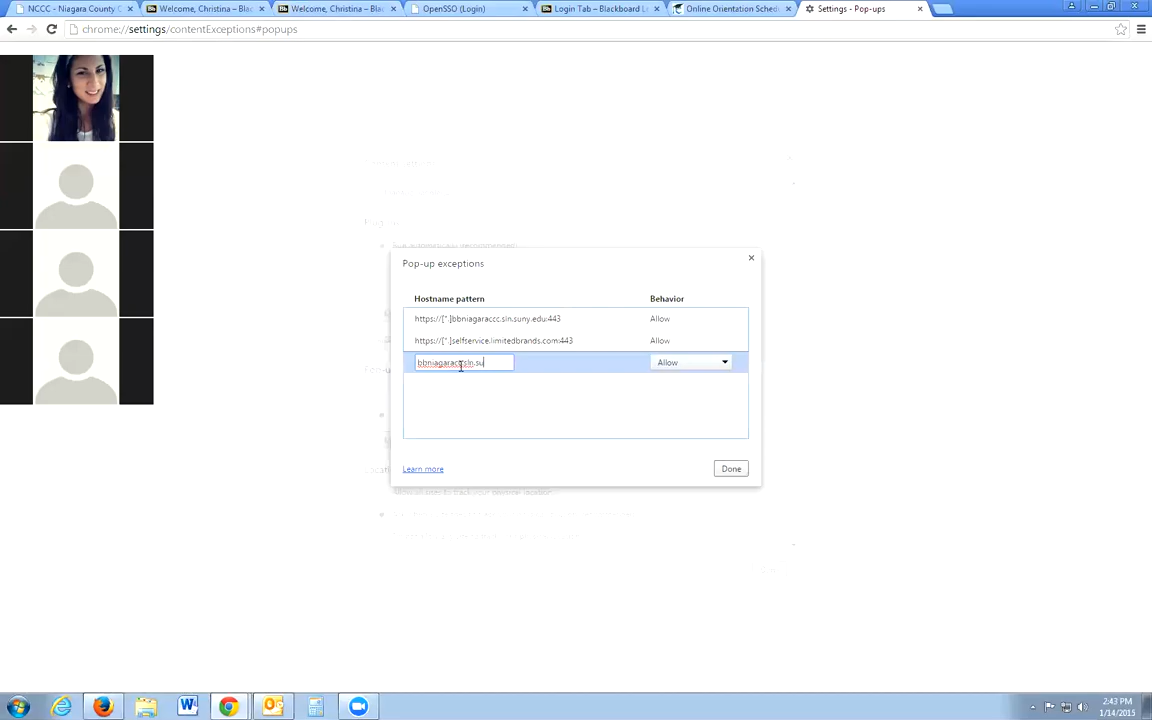 NCCC - Niagara County C
Welcome, Christina – Blac
Welcome, Christina – Blac
OpenSSO (Login)
Login Tab – Blackboard Le
Online Orientation Sched
Settings - Pop-ups
chrome://settings/contentExceptions#popups
Pop-up exceptions
Hostname pattern
Behavior
https://[*.]bbniagaraccc.sln.suny.edu:443
Allow
https://[*.]selfservice.limitedbrands.com:443
Allow
Allow
Learn more
Done
2:43 PM
1/14/2015